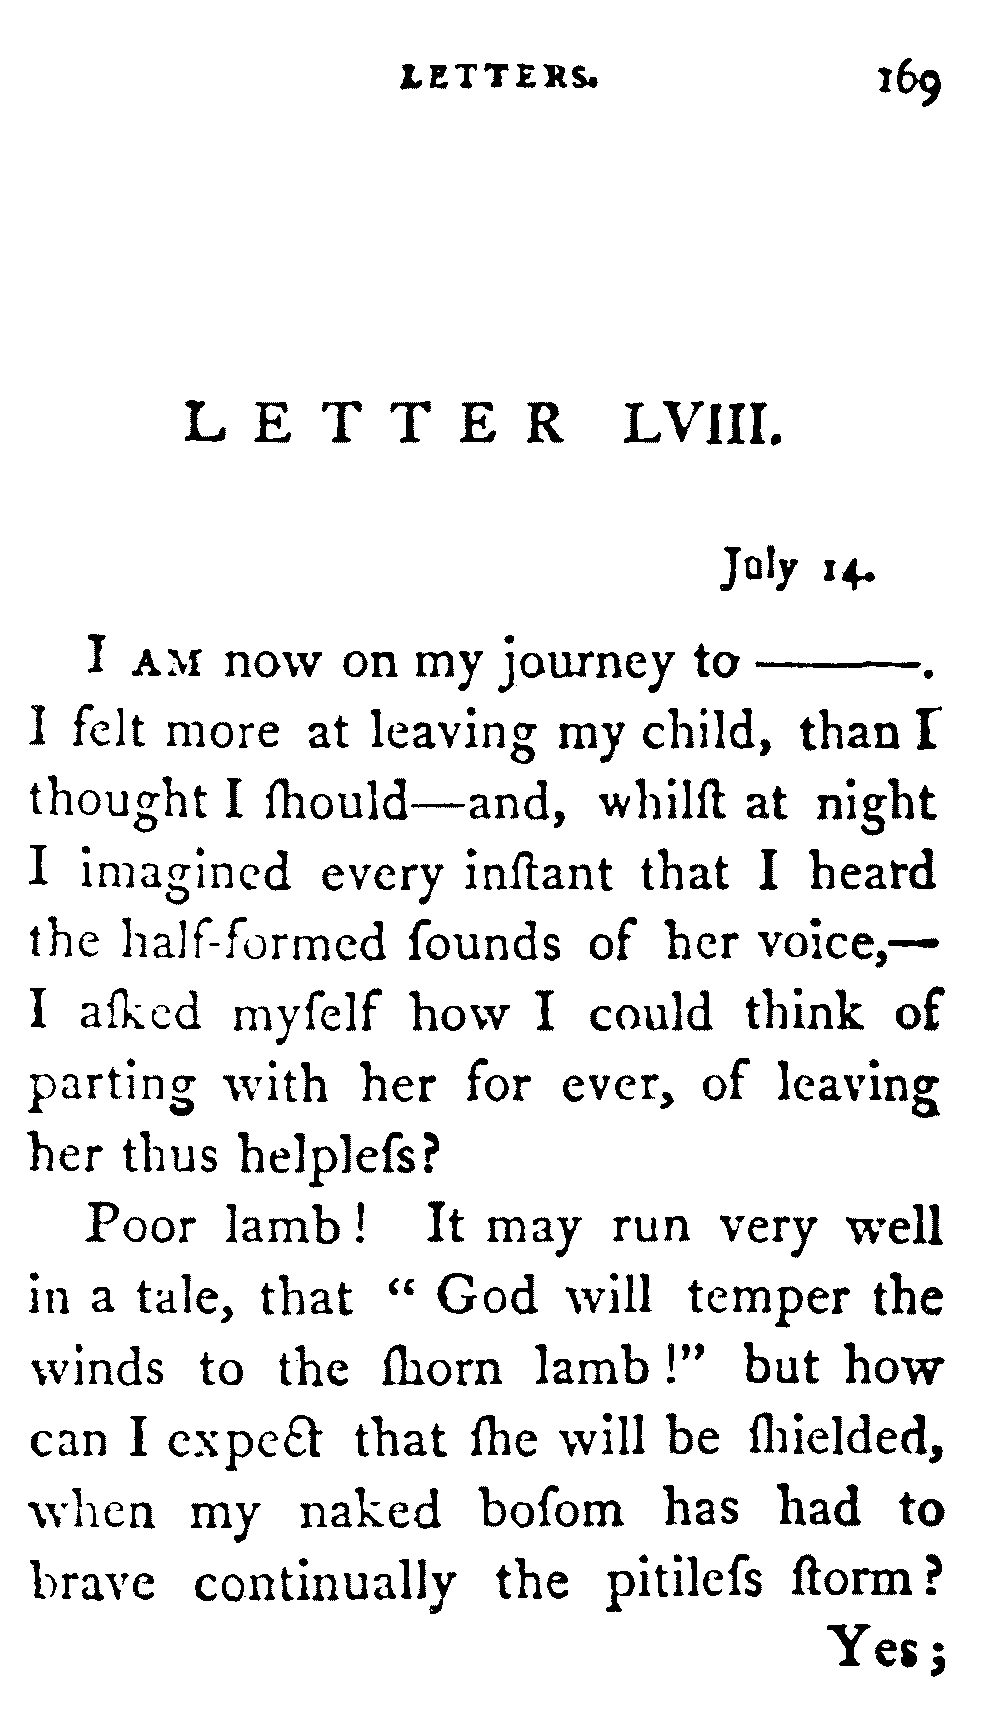 LETTERS. 169
LETTER LVIII.
July 14.
I AM now on my journey to ———.
I felt more at leaving my child, than I
thought I ſhould—and, whilſt at night
I imagined every inſtant that I heard
the half-formed ſounds of her voice,—
I aſked myſelf how I could think of
parting with her for ever, of leaving
her thus helpleſs?
Poor lamb! It may run very well
in a tale, that “ God will temper the
winds to the ſhorn lamb!” but how
can I expect that ſhe will be ſhielded,
when my naked boſom has had to
brave continually the pitileſs ſtorm?
Yes;